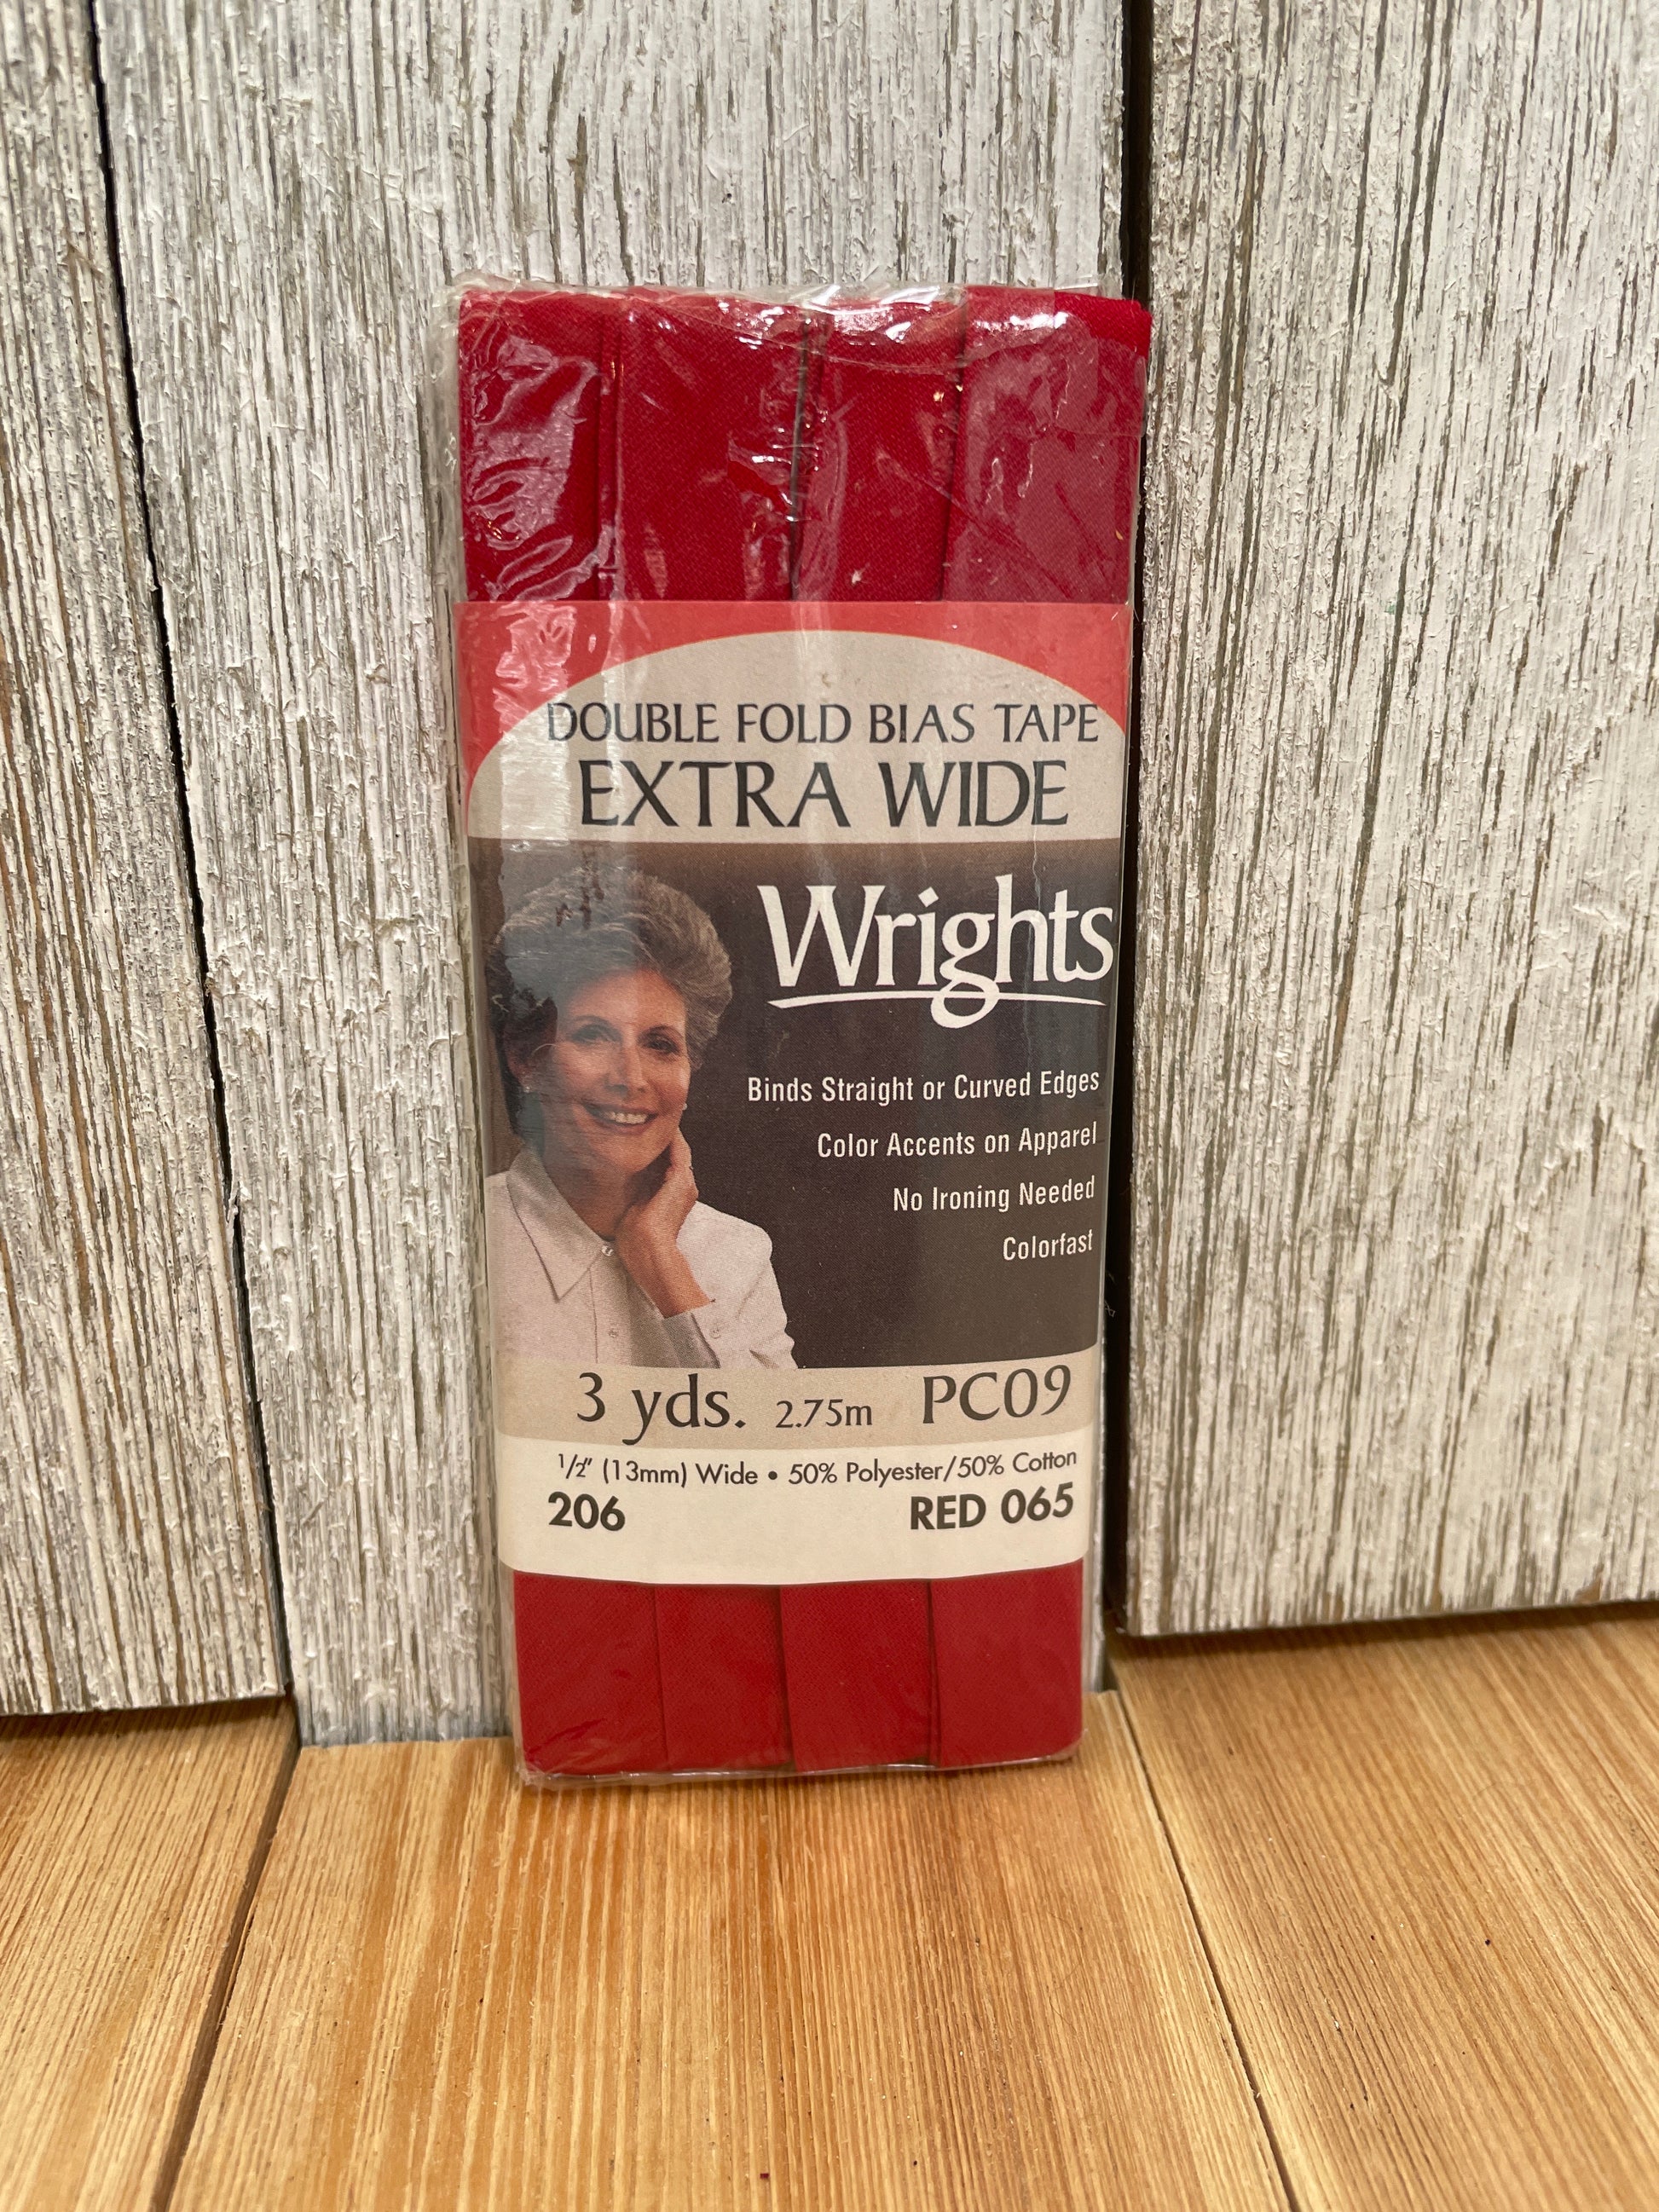 DOUBLE FOLD BIAS TAPE
EXTRA WIDE
Wrights
Binds Straight or Curved Edges
Color Accents on Apparel
No Ironing Needed
Colorfast
3 yds. 2.75m PC09
1/2" (13mm) Wide • 50% Polyester/50% Cotton
206 RED 065